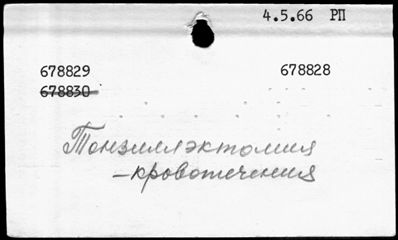 4.5.66 РП
678829 678828
678830
Тонзиллэктомия
-кровотечения